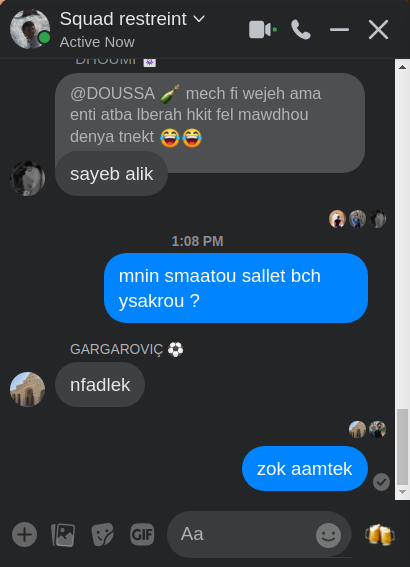 Squad restreint
Active Now
DHOUMI
@DOUSSA 🍾 mech fi wejeh ama
enti atba lberah hkit fel mawdhou
denya tnekt 😂😂
sayeb alik
1:08 PM
mnin smaatou sallet bch
ysakrou ?
GARGAROVIÇ ⚽
nfadlek
zok aamtek
GIF
Aa